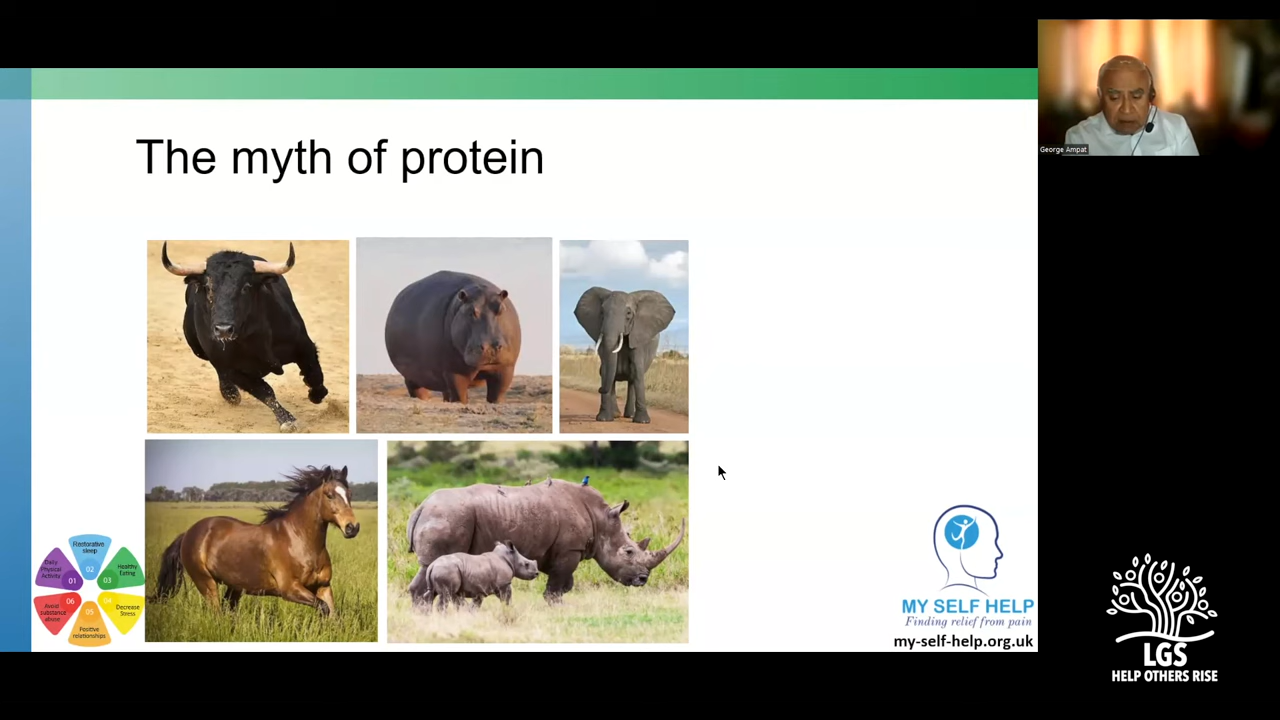 The myth of protein
George Ampat
Restorative
sleep
02
Daily
Physical
Activity
01
Healthy
Eating
03
Avoid
substance
abuse
06
Decrease
Stress
04
05
Positive
relationships
MY SELF HELP
Finding relief from pain
my-self-help.org.uk
LGS
HELP OTHERS RISE